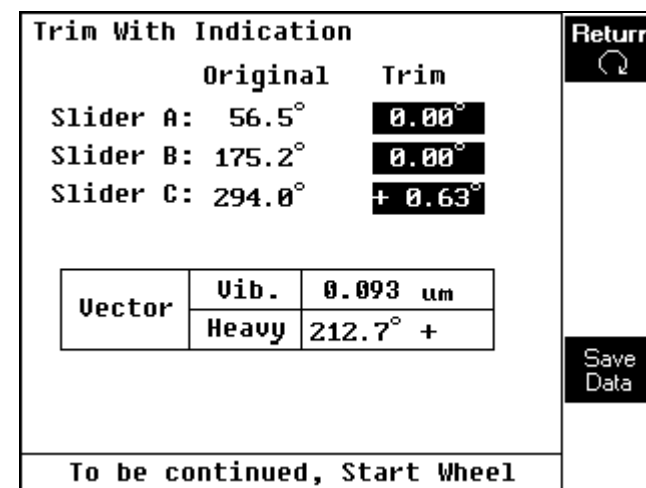 Trim With Indication
Return
Original Trim
Slider A: 56.5° 0.00°
Slider B: 175.2° 0.00°
Slider C: 294.0° + 0.63°
Vector
Vib. 0.093 um
Heavy 212.7° +
Save
Data
To be continued, Start Wheel